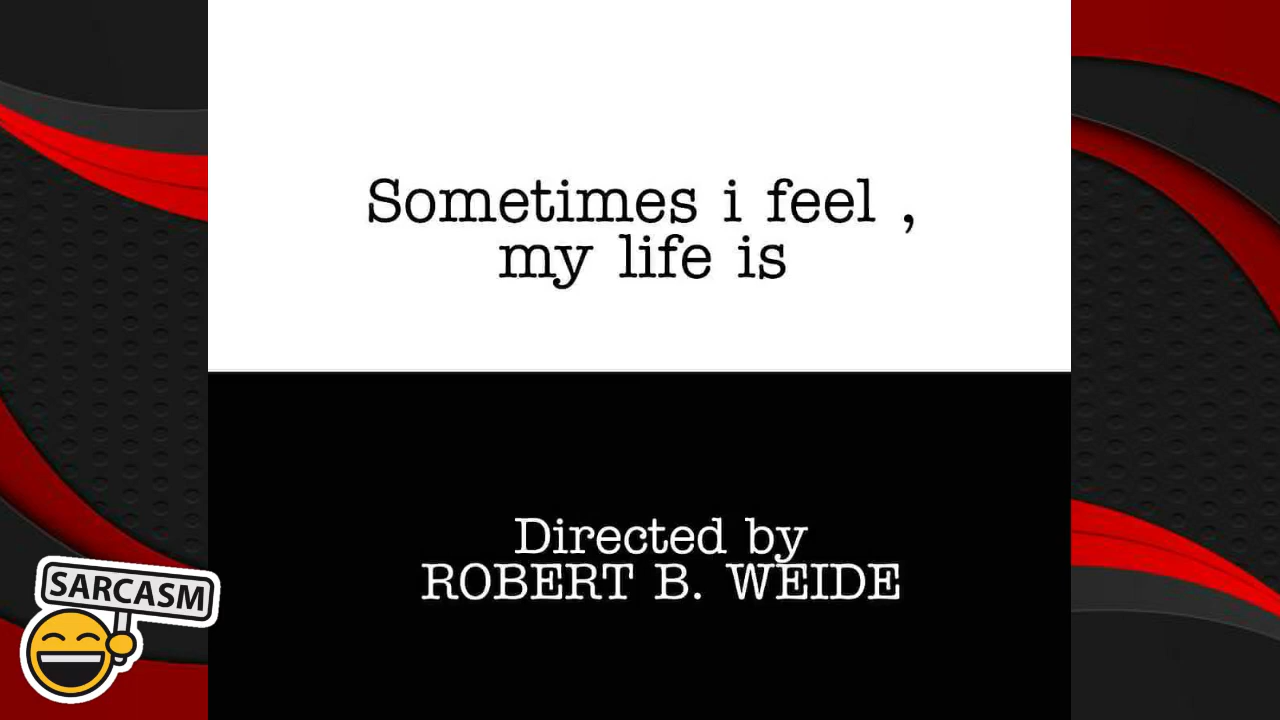 Sometimes i feel ,
my life is
Directed by
ROBERT B. WEIDE
SARCASM